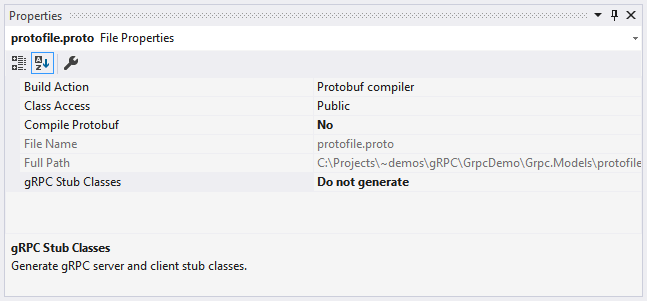 Properties
protofile.proto File Properties
Build Action Protobuf compiler
Class Access Public
Compile Protobuf No
File Name protofile.proto
Full Path C:\Projects\~demos\gRPC\GrpcDemo\Grpc.Models\protofile
gRPC Stub Classes Do not generate
gRPC Stub Classes
Generate gRPC server and client stub classes.